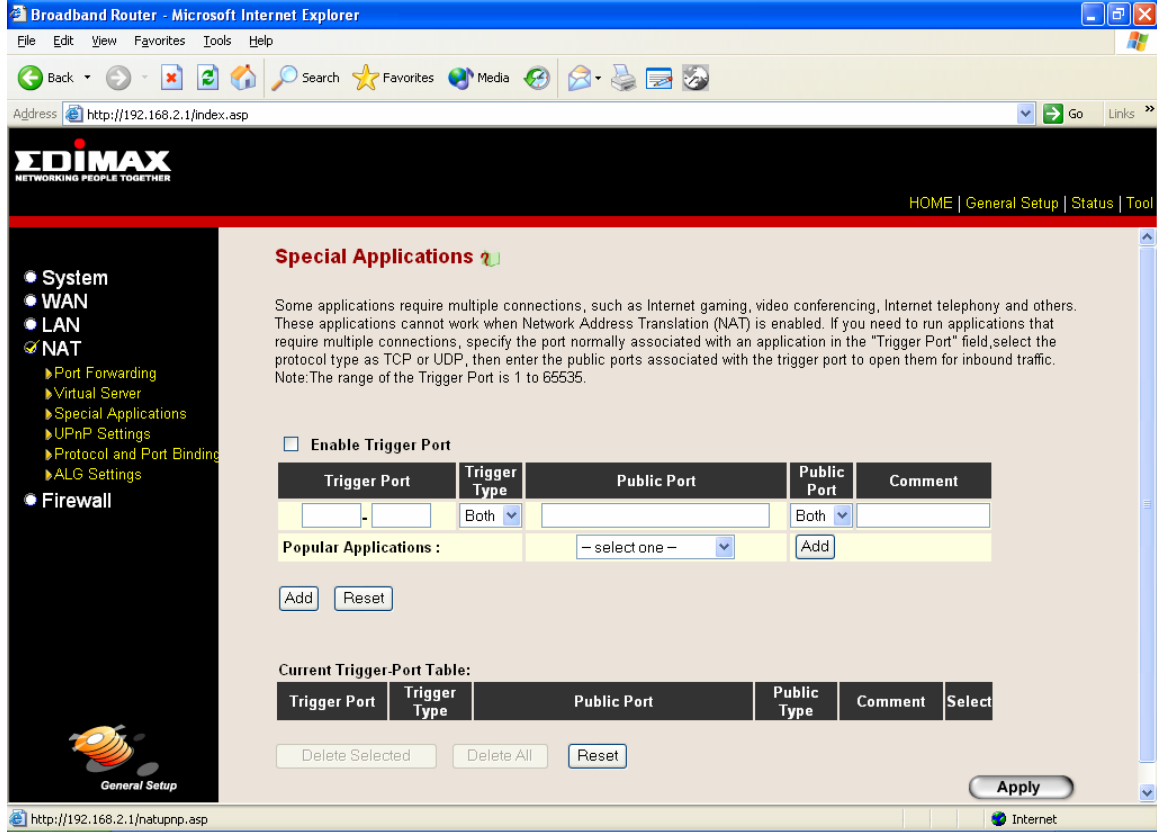 Broadband Router - Microsoft Internet Explorer
File Edit View Favorites Tools Help
Back Search Favorites Media
Address http://192.168.2.1/index.asp Go Links »
EDIMAX
NETWORKING PEOPLE TOGETHER
HOME | General Setup | Status | Tool
System
WAN
LAN
NAT
Port Forwarding
Virtual Server
Special Applications
UPnP Settings
Protocol and Port Binding
ALG Settings
Firewall
General Setup
Special Applications
Some applications require multiple connections, such as Internet gaming, video conferencing, Internet telephony and others.
These applications cannot work when Network Address Translation (NAT) is enabled. If you need to run applications that
require multiple connections, specify the port normally associated with an application in the "Trigger Port" field,select the
protocol type as TCP or UDP, then enter the public ports associated with the trigger port to open them for inbound traffic.
Note:The range of the Trigger Port is 1 to 65535.
Enable Trigger Port
Trigger Port Trigger Type Public Port Public Port Comment
- Both Both
Popular Applications : – select one – Add
Add Reset
Current Trigger-Port Table:
Trigger Port Trigger Type Public Port Public Type Comment Select
Delete Selected Delete All Reset
Apply
http://192.168.2.1/natupnp.asp Internet